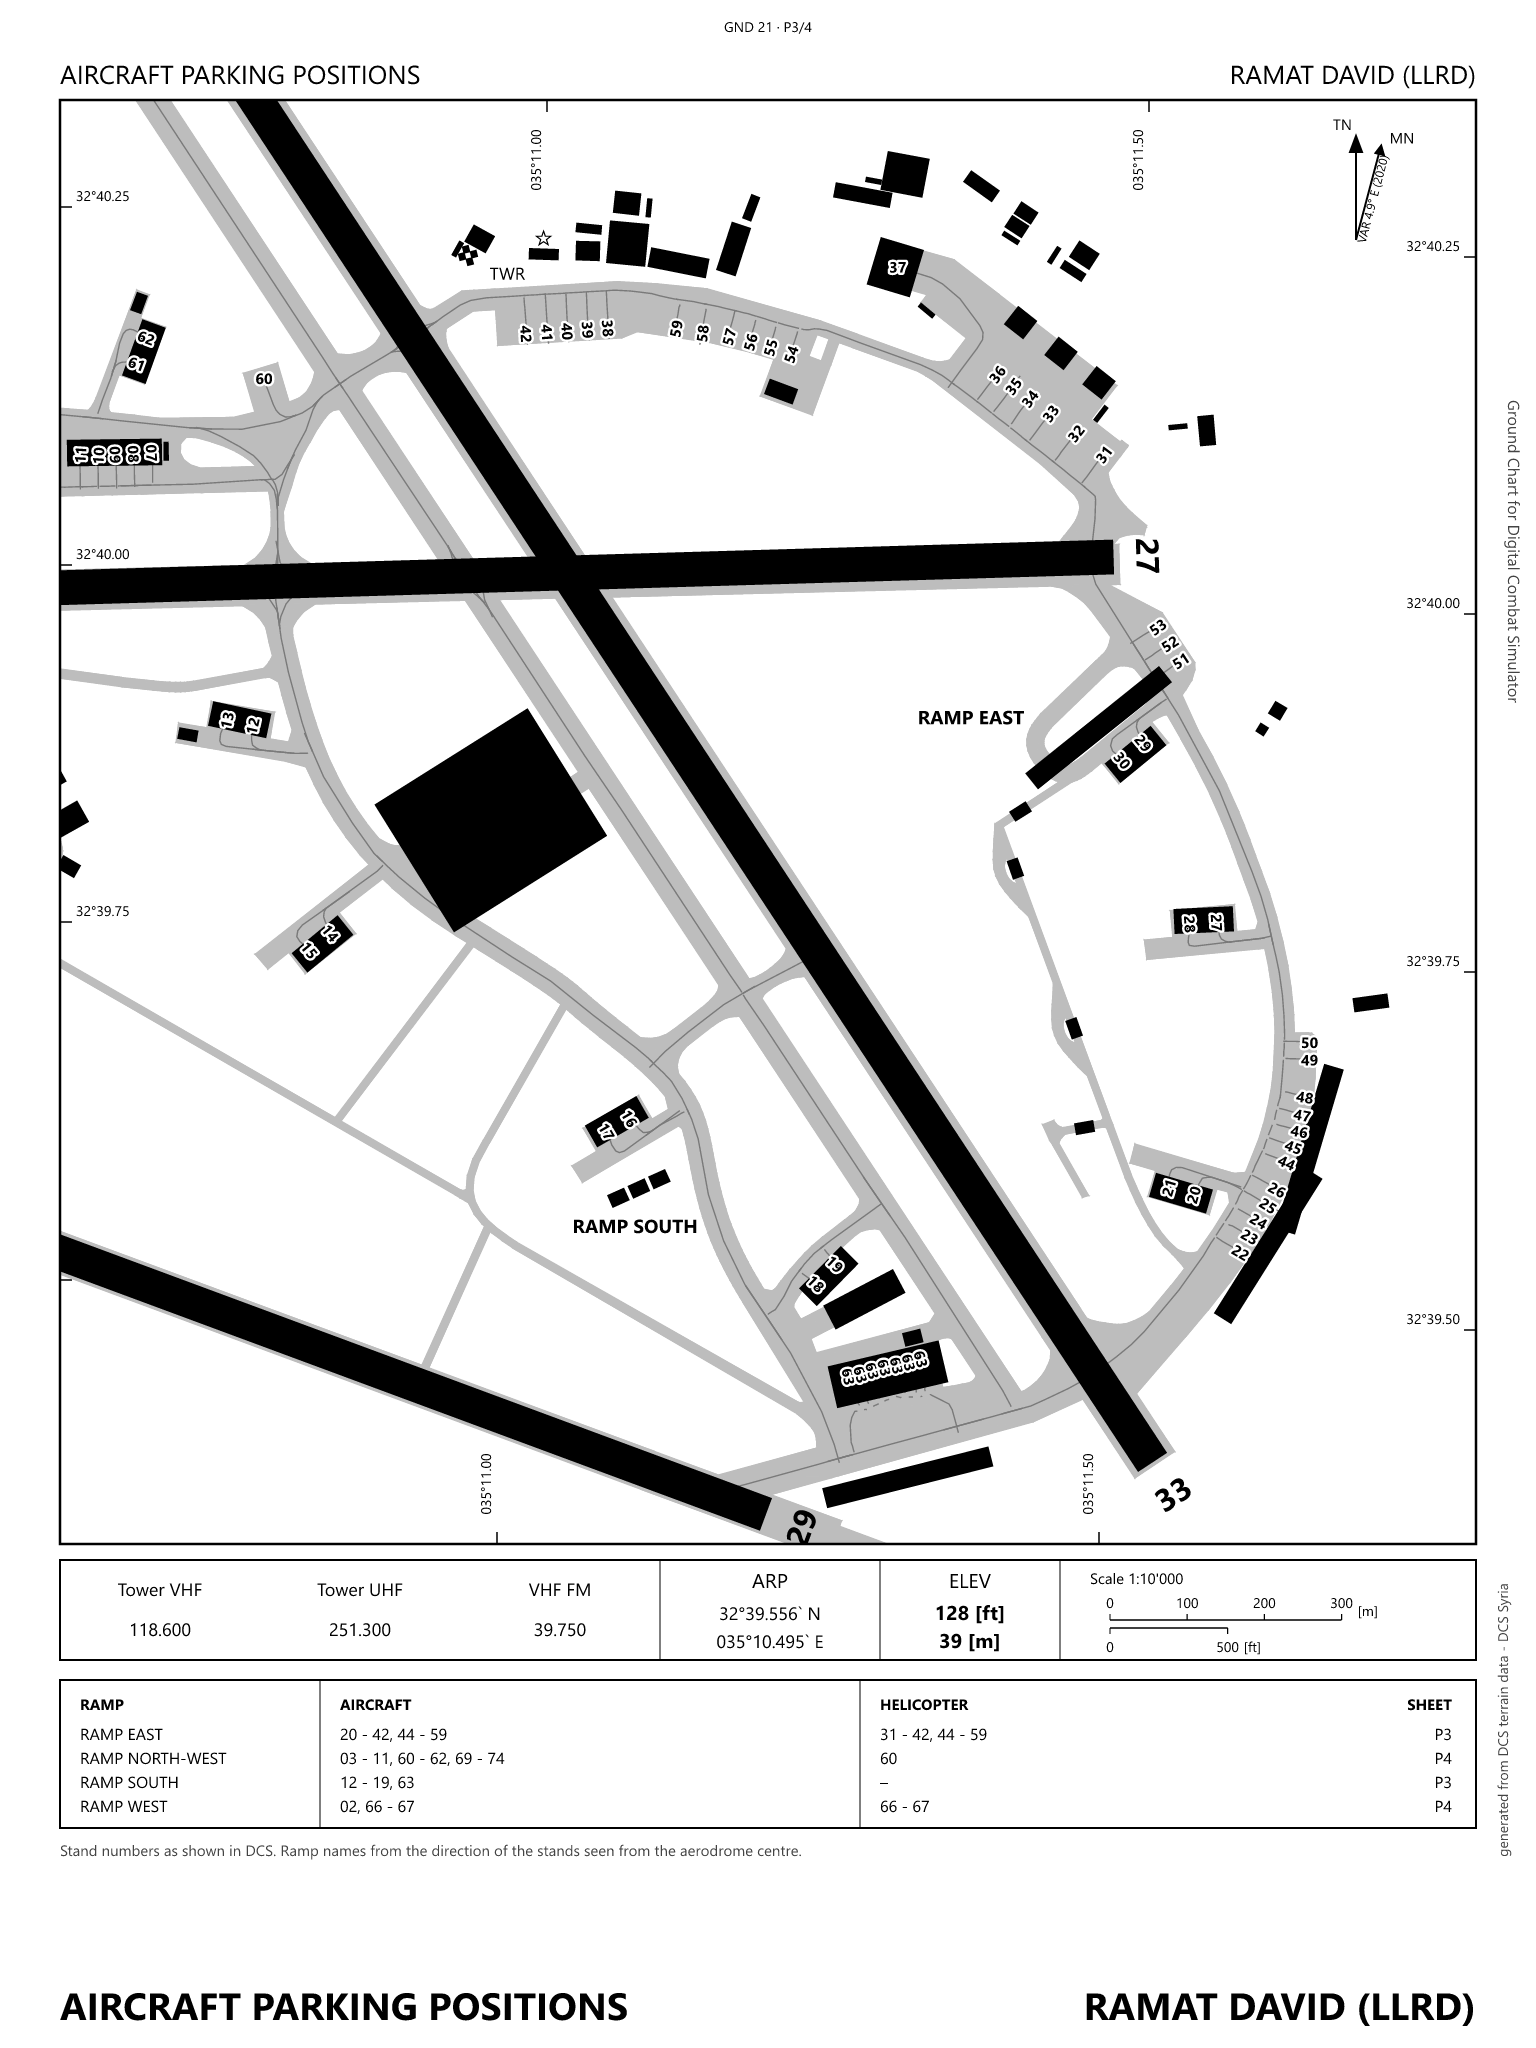 GND 21 · P3/4
AIRCRAFT PARKING POSITIONS
RAMAT DAVID (LLRD)
035°11.00
035°11.50
TN
MN
VAR 4.9° E (2020)
32°40.25
32°40.25
TWR
37
62
61
60
42 41 40 39 38
59 58 57 56 55 54
36 35 34 33 32 31
11 10 09 08 07
32°40.00
27
32°40.00
53
52
51
RAMP EAST
13 12
29
30
32°39.75
14
15
28 27
32°39.75
50
49
48
47
46
45
44
16
17
21 20
26
25
24
23
22
RAMP SOUTH
19
18
32°39.50
63 63 63 63 63 63 63
035°11.00
035°11.50
33
29
Ground Chart for Digital Combat Simulator
Tower VHF
118.600
Tower UHF
251.300
VHF FM
39.750
ARP
32°39.556` N
035°10.495` E
ELEV
128 [ft]
39 [m]
Scale 1:10'000
0 100 200 300 [m]
0 500 [ft]
RAMP AIRCRAFT HELICOPTER SHEET
RAMP EAST 20 - 42, 44 - 59 31 - 42, 44 - 59 P3
RAMP NORTH-WEST 03 - 11, 60 - 62, 69 - 74 60 P4
RAMP SOUTH 12 - 19, 63 – P3
RAMP WEST 02, 66 - 67 66 - 67 P4
Stand numbers as shown in DCS. Ramp names from the direction of the stands seen from the aerodrome centre.
generated from DCS terrain data - DCS Syria
AIRCRAFT PARKING POSITIONS
RAMAT DAVID (LLRD)